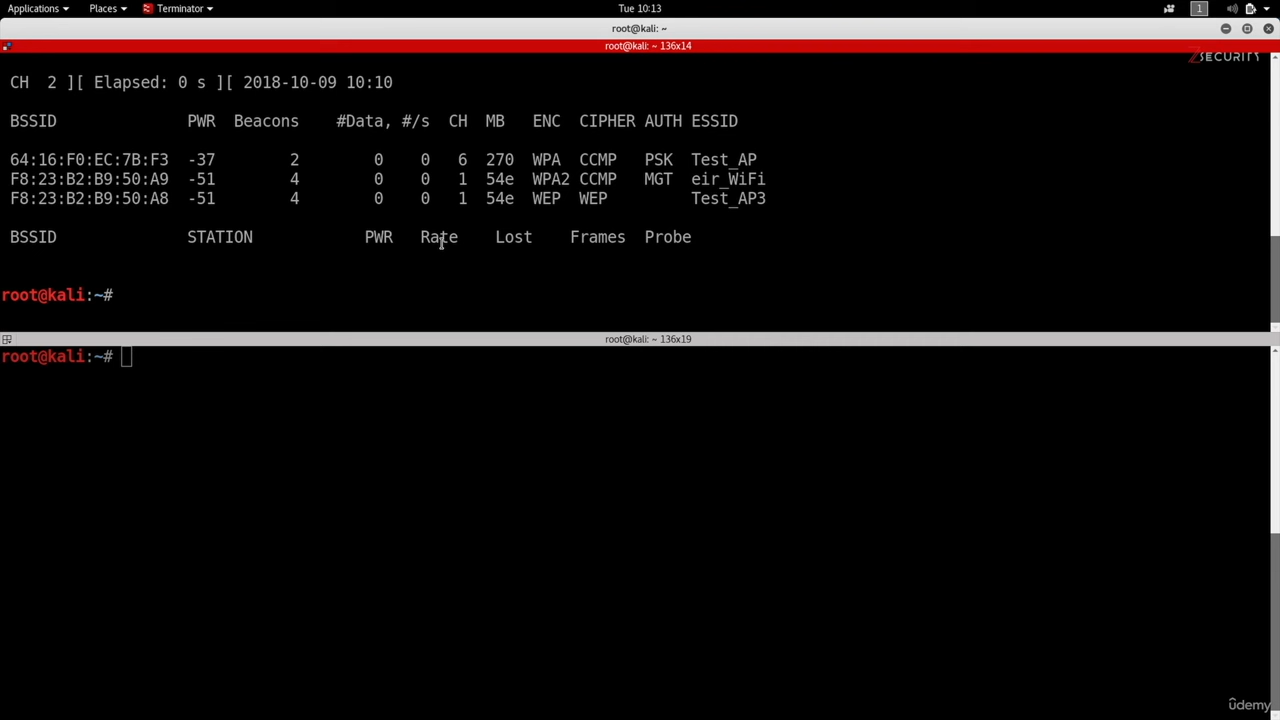 Applications Places Terminator Tue 10:13 1
root@kali: ~
root@kali: ~ 136x14
ZSECURITY
CH 2 ][ Elapsed: 0 s ][ 2018-10-09 10:10
BSSID PWR Beacons #Data, #/s CH MB ENC CIPHER AUTH ESSID
64:16:F0:EC:7B:F3 -37 2 0 0 6 270 WPA CCMP PSK Test_AP
F8:23:B2:B9:50:A9 -51 4 0 0 1 54e WPA2 CCMP MGT eir_WiFi
F8:23:B2:B9:50:A8 -51 4 0 0 1 54e WEP WEP Test_AP3
BSSID STATION PWR Rate Lost Frames Probe
root@kali:~#
root@kali: ~ 136x19
root@kali:~#
ûdemy